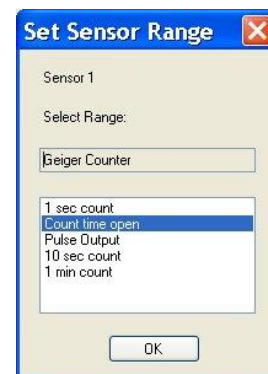 Set Sensor Range
Sensor 1
Select Range:
Geiger Counter
1 sec count
Count time open
Pulse Output
10 sec count
1 min count
OK